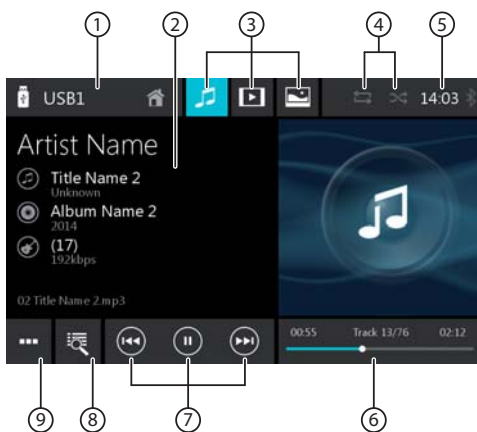 1
2
3
4
5
USB1
14:03
Artist Name
Title Name 2
Unknown
Album Name 2
2014
(17)
192kbps
02 Title Name 2.mp3
00:55 Track 13/76 02:12
9
8
7
6